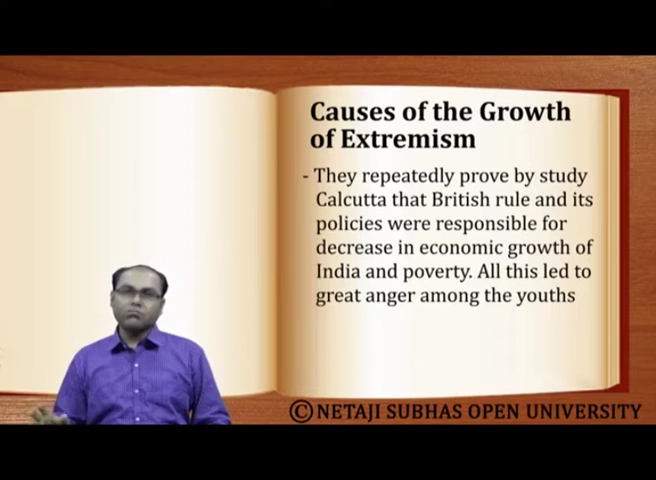 Causes of the Growth
of Extremism
- They repeatedly prove by study
Calcutta that British rule and its
policies were responsible for
decrease in economic growth of
India and poverty. All this led to
great anger among the youths
© NETAJI SUBHAS OPEN UNIVERSITY